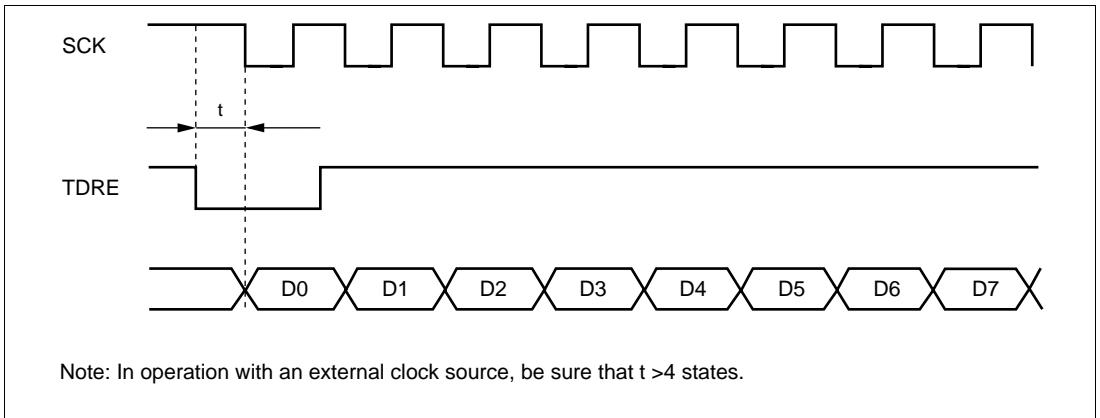 SCK
t
TDRE
D0 D1 D2 D3 D4 D5 D6 D7
Note: In operation with an external clock source, be sure that t >4 states.